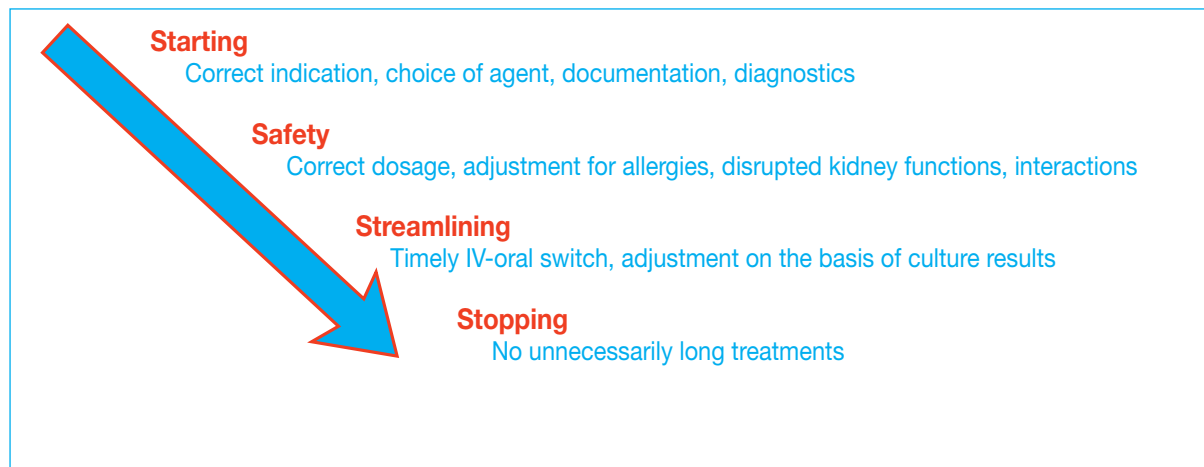 Starting
Correct indication, choice of agent, documentation, diagnostics
Safety
Correct dosage, adjustment for allergies, disrupted kidney functions, interactions
Streamlining
Timely IV-oral switch, adjustment on the basis of culture results
Stopping
No unnecessarily long treatments